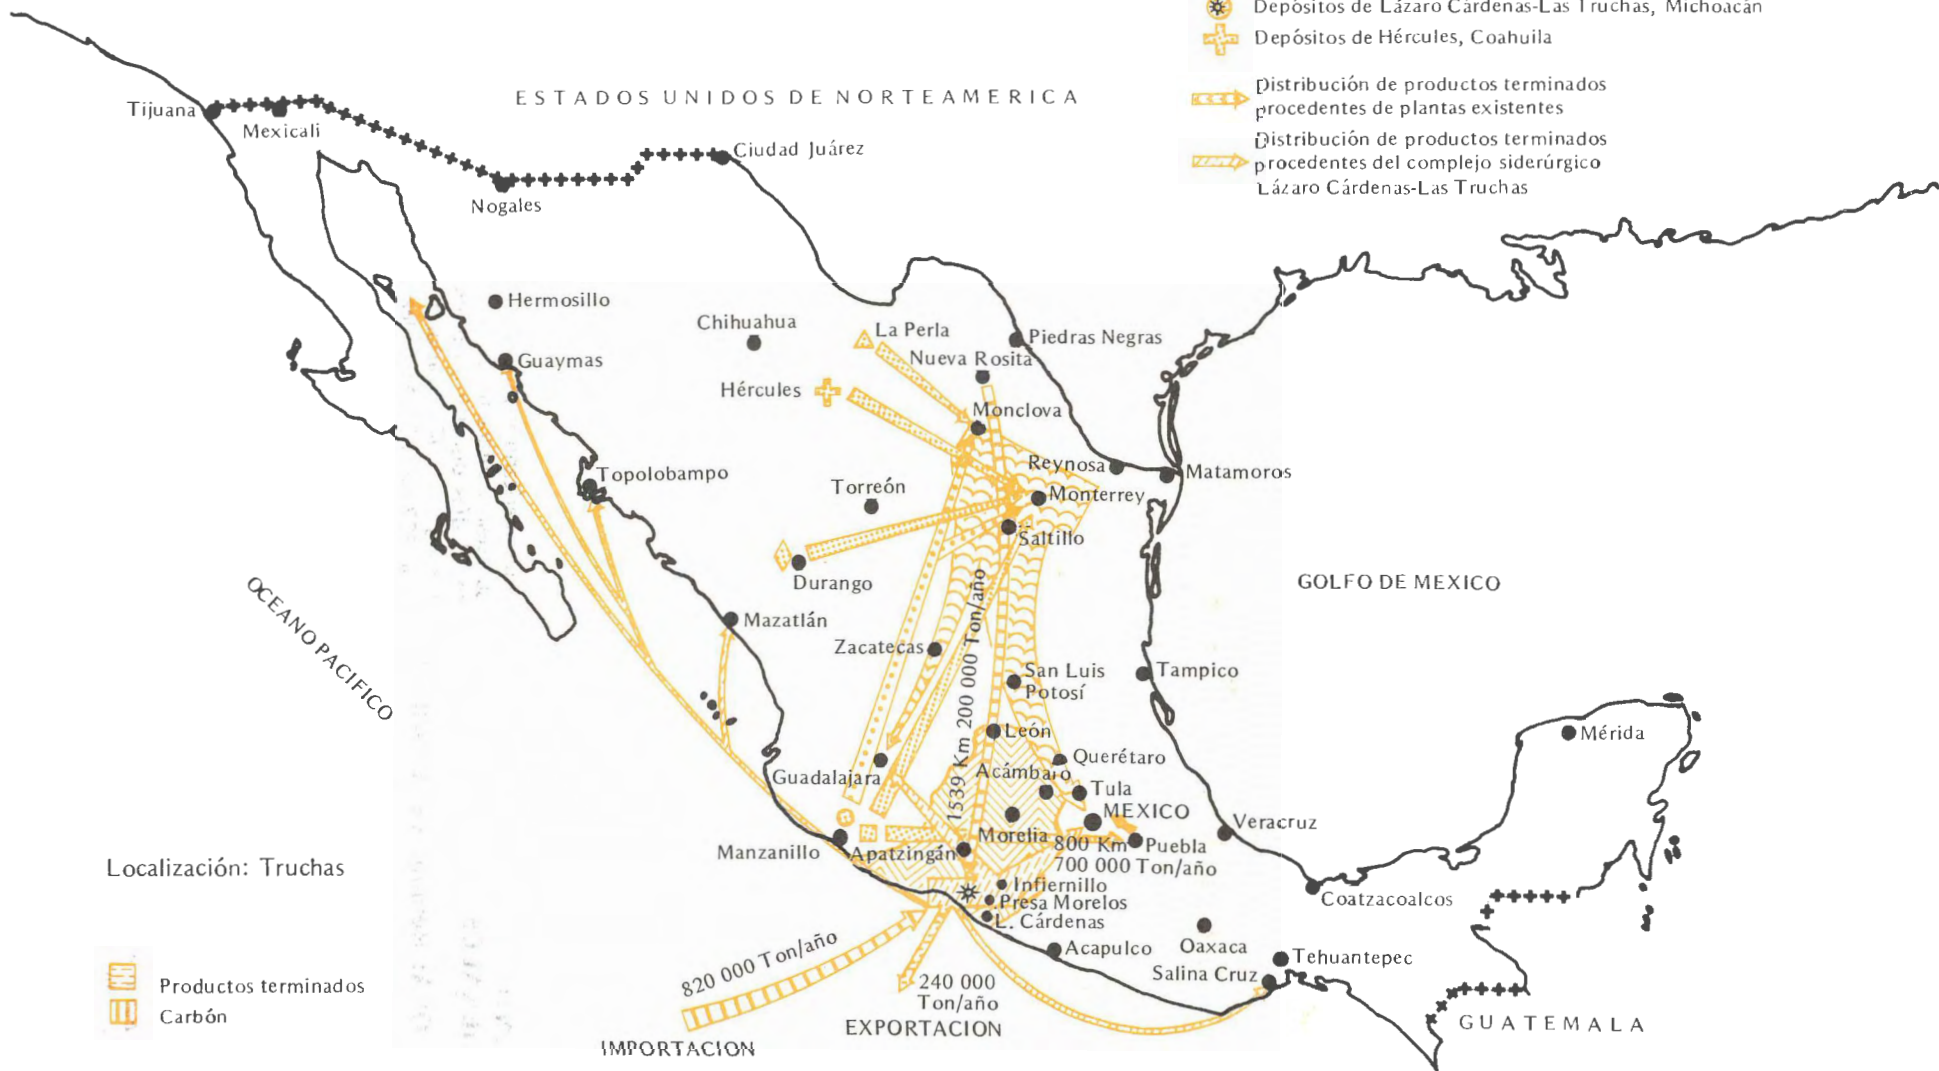 Depósitos de Lázaro Cárdenas-Las Truchas, Michoacán
Depósitos de Hércules, Coahuila
Distribución de productos terminados
procedentes de plantas existentes
Distribución de productos terminados
procedentes del complejo siderúrgico
Lázaro Cárdenas-Las Truchas
ESTADOS UNIDOS DE NORTEAMERICA
Tijuana
Mexicali
Nogales
Ciudad Juárez
Hermosillo
Guaymas
Chihuahua
La Perla
Piedras Negras
Nueva Rosita
Hércules
Monclova
Topolobampo
Torreón
Reynosa
Matamoros
Monterrey
Saltillo
Durango
GOLFO DE MEXICO
OCEANO PACIFICO
Mazatlán
Zacatecas
San Luis
Potosí
Tampico
1539 Km 200 000 Ton/año
León
Mérida
Guadalajara
Acámbaro
Querétaro
Tula
MEXICO
Veracruz
Manzanillo
Apatzingán
Morelia
800 Km
Puebla
700 000 Ton/año
Localización: Truchas
Infiernillo
Presa Morelos
L. Cárdenas
Coatzacoalcos
Acapulco
Oaxaca
Tehuantepec
Salina Cruz
820 000 Ton/año
240 000
Ton/año
EXPORTACION
IMPORTACION
GUATEMALA
Productos terminados
Carbón